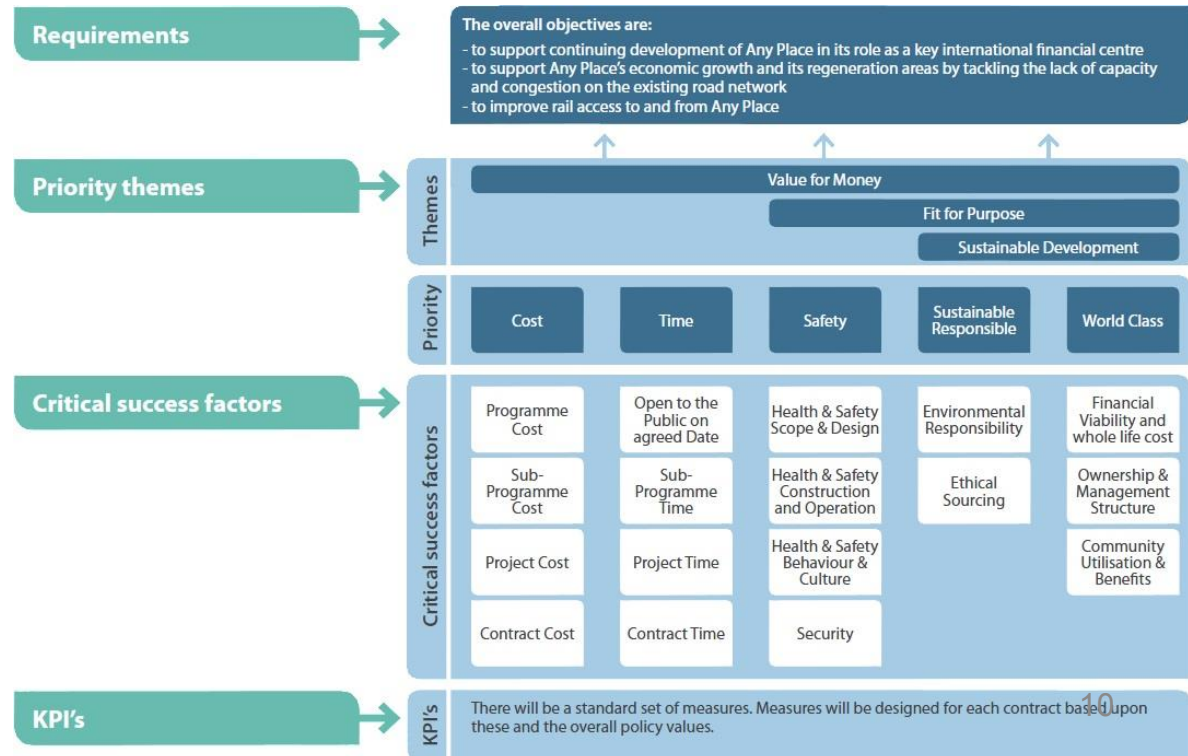 Requirements
The overall objectives are:
- to support continuing development of Any Place in its role as a key international financial centre
- to support Any Place's economic growth and its regeneration areas by tackling the lack of capacity
and congestion on the existing road network
- to improve rail access to and from Any Place
Priority themes
Themes
Value for Money
Fit for Purpose
Sustainable Development
Priority
Cost
Time
Safety
Sustainable
Responsible
World Class
Critical success factors
Critical success factors
Programme
Cost
Sub-
Programme
Cost
Project Cost
Contract Cost
Open to the
Public on
agreed Date
Sub-
Programme
Time
Project Time
Contract Time
Health & Safety
Scope & Design
Health & Safety
Construction
and Operation
Health & Safety
Behaviour &
Culture
Security
Environmental
Responsibility
Ethical
Sourcing
Financial
Viability and
whole life cost
Ownership &
Management
Structure
Community
Utilisation &
Benefits
KPI's
KPI's
There will be a standard set of measures. Measures will be designed for each contract based upon
these and the overall policy values.
10